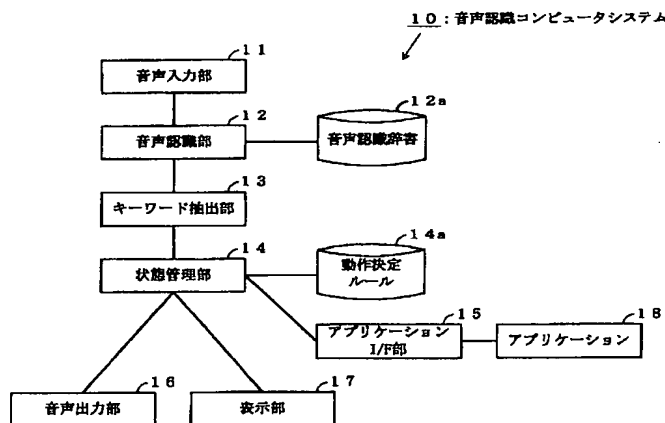 １０：音声認識コンピュータシステム
１１
音声入力部
１２
音声認識部
１２ａ
音声認識辞書
１３
キーワード抽出部
１４
状態管理部
１４ａ
動作決定
ルール
１５
アプリケーション
I/F部
１８
アプリケーション
１６
音声出力部
１７
表示部